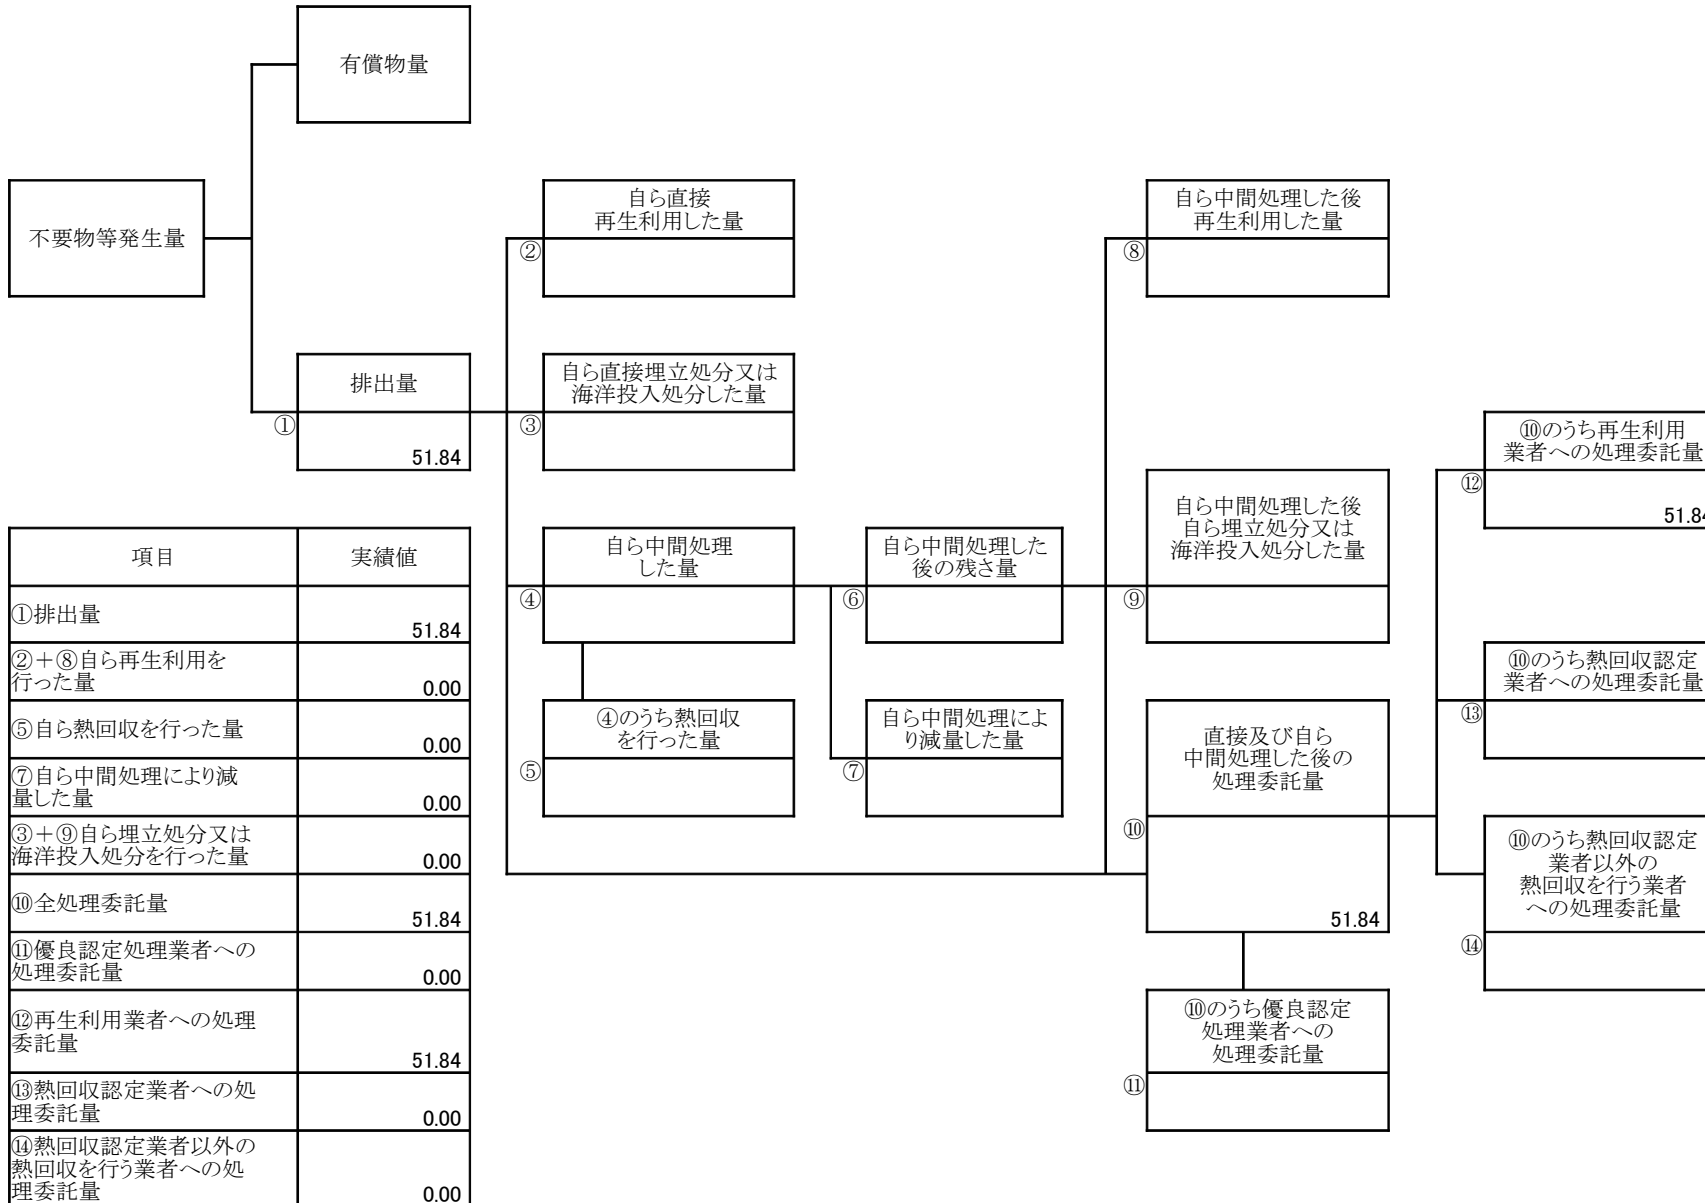 有償物量
不要物等発生量
自ら直接
再生利用した量
②
自ら中間処理した後
再生利用した量
⑧
排出量
①
51.84
自ら直接埋立処分又は
海洋投入処分した量
③
⑩のうち再生利用
業者への処理委託量
⑫
51.84
自ら中間処理した後
自ら埋立処分又は
海洋投入処分した量
⑨
自ら中間処理
した量
④
自ら中間処理した
後の残さ量
⑥
④のうち熱回収
を行った量
⑤
自ら中間処理によ
り減量した量
⑦
直接及び自ら
中間処理した後の
処理委託量
⑩
51.84
⑩のうち熱回収認定
業者への処理委託量
⑬
⑩のうち熱回収認定
業者以外の
熱回収を行う業者
への処理委託量
⑭
⑩のうち優良認定
処理業者への
処理委託量
⑪
項目 実績値
①排出量
51.84
②＋⑧自ら再生利用を
行った量
0.00
⑤自ら熱回収を行った量
0.00
⑦自ら中間処理により減
量した量
0.00
③＋⑨自ら埋立処分又は
海洋投入処分を行った量
0.00
⑩全処理委託量
51.84
⑪優良認定処理業者への
処理委託量
0.00
⑫再生利用業者への処理
委託量
51.84
⑬熱回収認定業者への処
理委託量
0.00
⑭熱回収認定業者以外の
熱回収を行う業者への処
理委託量
0.00